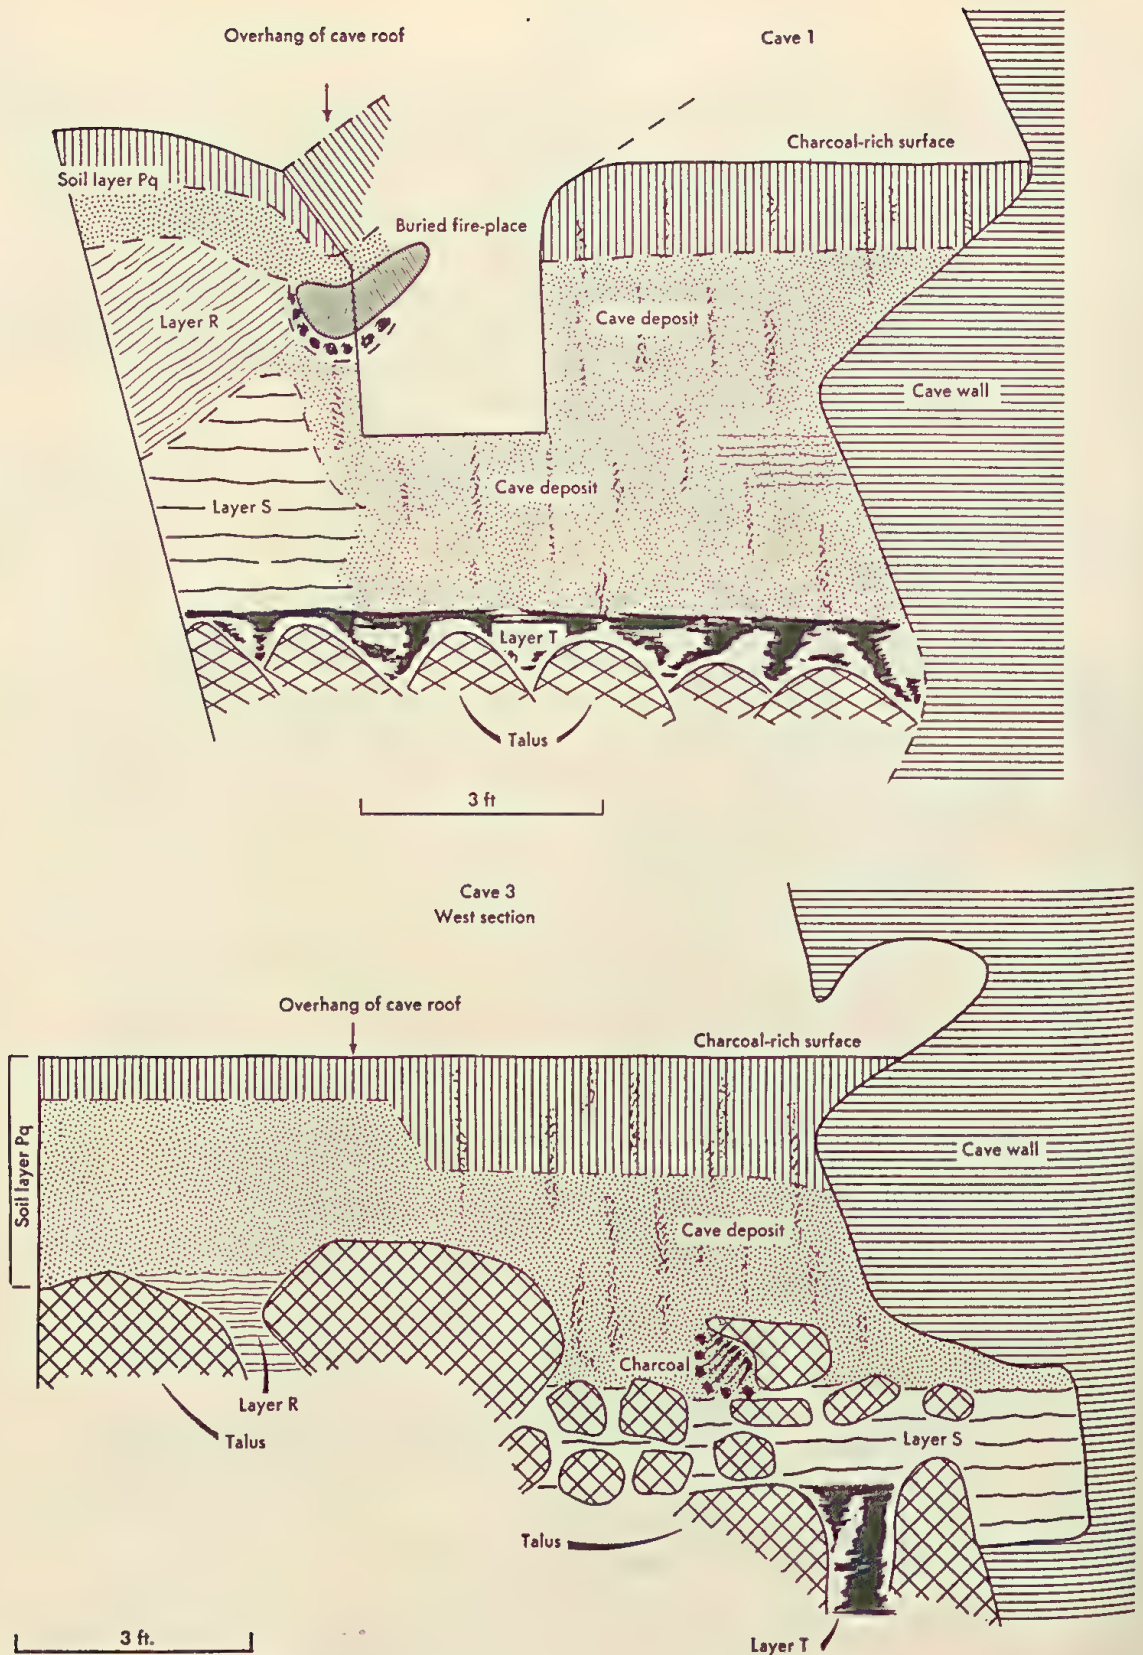 Overhang of cave roof
Cave 1
Charcoal-rich surface
Soil layer Pq
Buried fire-place
Layer R
Cave deposit
Cave wall
Cave deposit
Layer S
Layer T
Talus
3 ft
Cave 3
West section
Overhang of cave roof
Charcoal-rich surface
Soil layer Pq
Cave wall
Cave deposit
Charcoal
Layer R
Talus
Layer S
Talus
3 ft.
Layer T